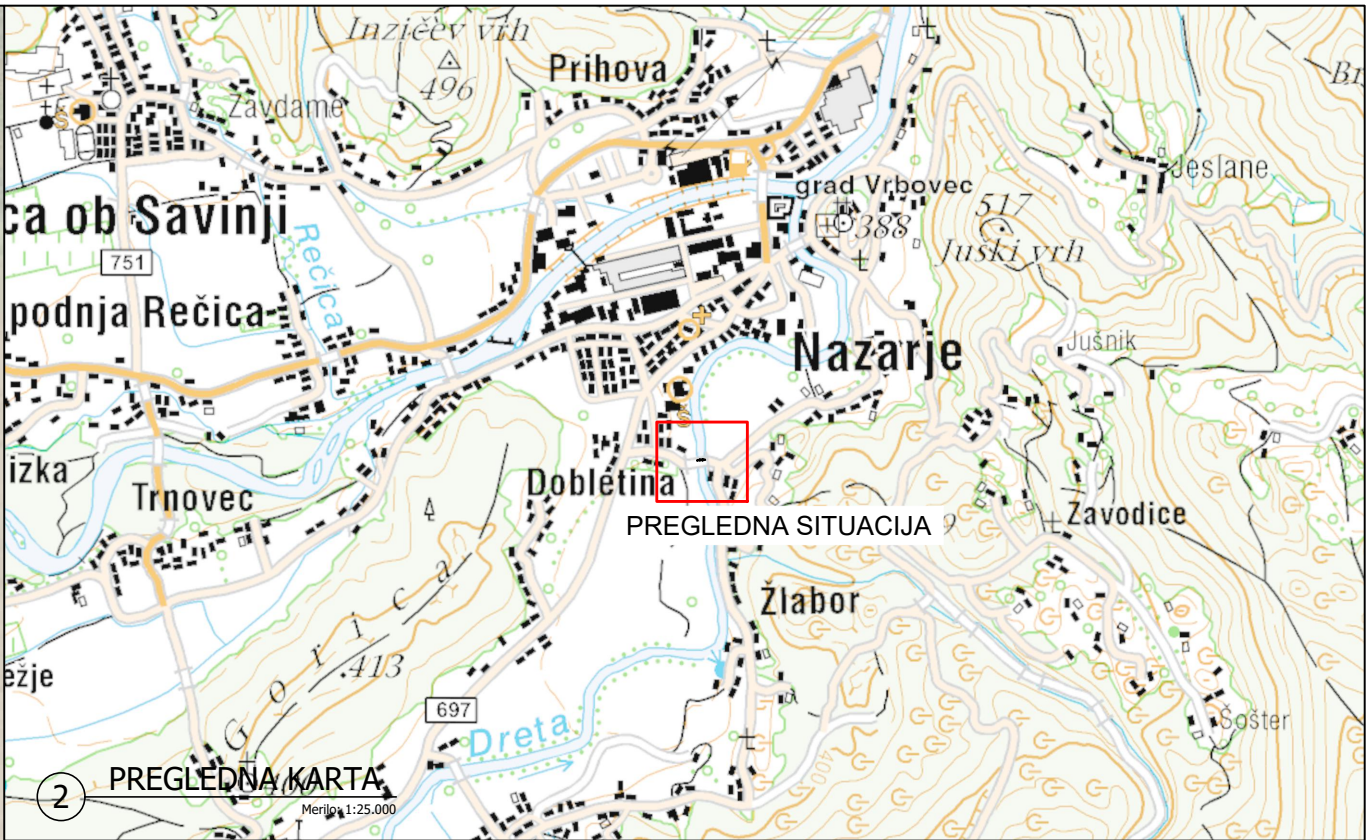 Inzičev vrh
496
Prihova
Br
Zavdame
Š
Jeslane
grad Vrbovec
388
517
Juški vrh
ca ob Savinji
751
Rečica
podnja Rečica
Nazarje
Jušnik
Š
ižka
Trnovec
Dobletina
PREGLEDNA SITUACIJA
Zavodice
Žlabor
Gorica
413
ežje
697
Dreta
400
Šošter
2
PREGLEDNA KARTA
Merilo: 1:25.000